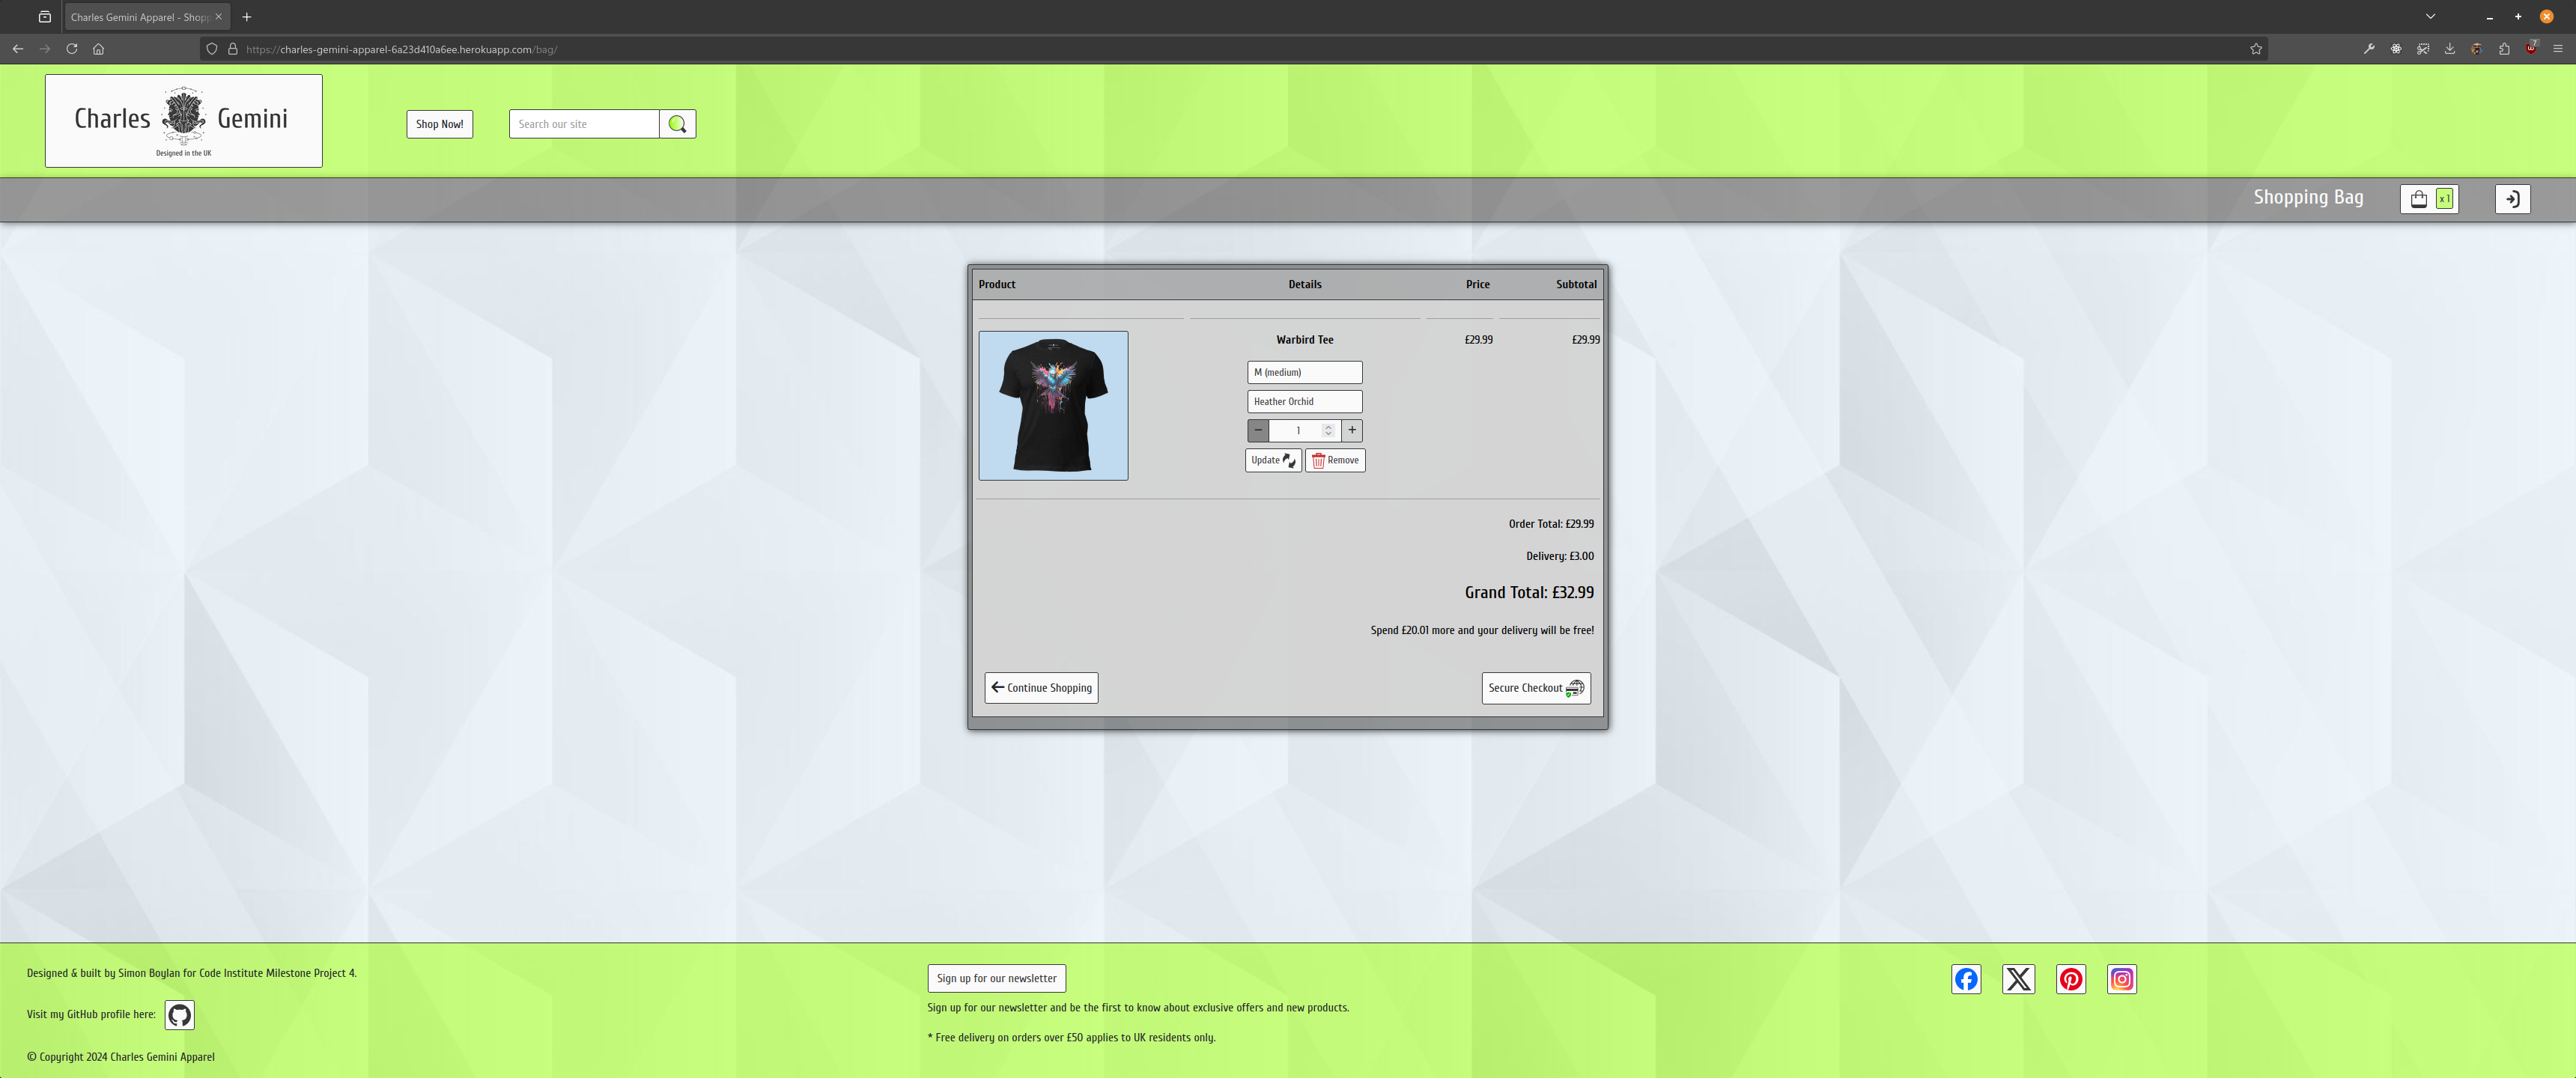 Charles Gemini Apparel - Shopp
https://charles-gemini-apparel-6a23d410a6ee.herokuapp.com/bag/
7
Charles Gemini
Designed in the UK
Shop Now!
Search our site
Shopping Bag
x 1
Product Details Price Subtotal
Warbird Tee £29.99 £29.99
M (medium)
Heather Orchid
− 1 +
Update Remove
Order Total: £29.99
Delivery: £3.00
Grand Total: £32.99
Spend £20.01 more and your delivery will be free!
Continue Shopping
Secure Checkout
Designed & built by Simon Boylan for Code Institute Milestone Project 4.
Visit my GitHub profile here:
© Copyright 2024 Charles Gemini Apparel
Sign up for our newsletter
Sign up for our newsletter and be the first to know about exclusive offers and new products.
* Free delivery on orders over £50 applies to UK residents only.